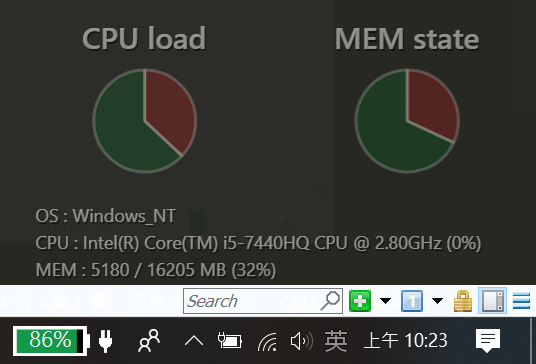 CPU load
MEM state
OS : Windows_NT
CPU : Intel(R) Core(TM) i5-7440HQ CPU @ 2.80GHz (0%)
MEM : 5180 / 16205 MB (32%)
Search
1
86%
英
上午 10:23